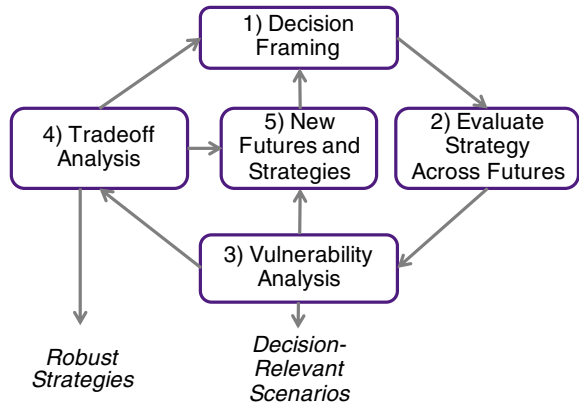 1) Decision
Framing
4) Tradeoff
Analysis
5) New
Futures and
Strategies
2) Evaluate
Strategy
Across Futures
3) Vulnerability
Analysis
Robust
Strategies
Decision-
Relevant
Scenarios